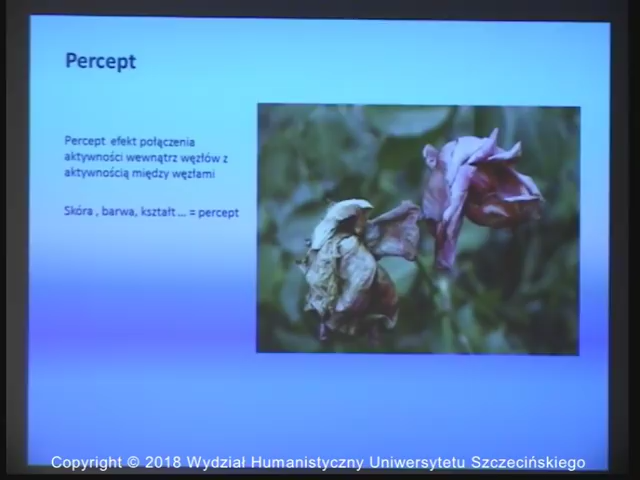 Percept
Percept efekt połączenia
aktywności wewnątrz węzłów z
aktywnością między węzłami
Skóra , barwa, kształt ... = percept
Copyright © 2018 Wydział Humanistyczny Uniwersytetu Szczecińskiego